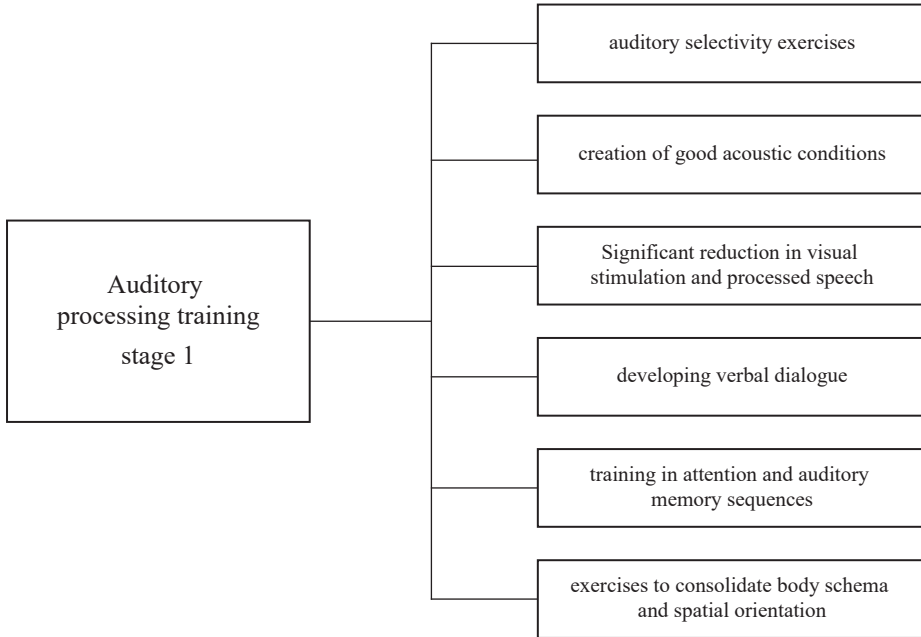 Auditory
processing training
stage 1
auditory selectivity exercises
creation of good acoustic conditions
Significant reduction in visual
stimulation and processed speech
developing verbal dialogue
training in attention and auditory
memory sequences
exercises to consolidate body schema
and spatial orientation